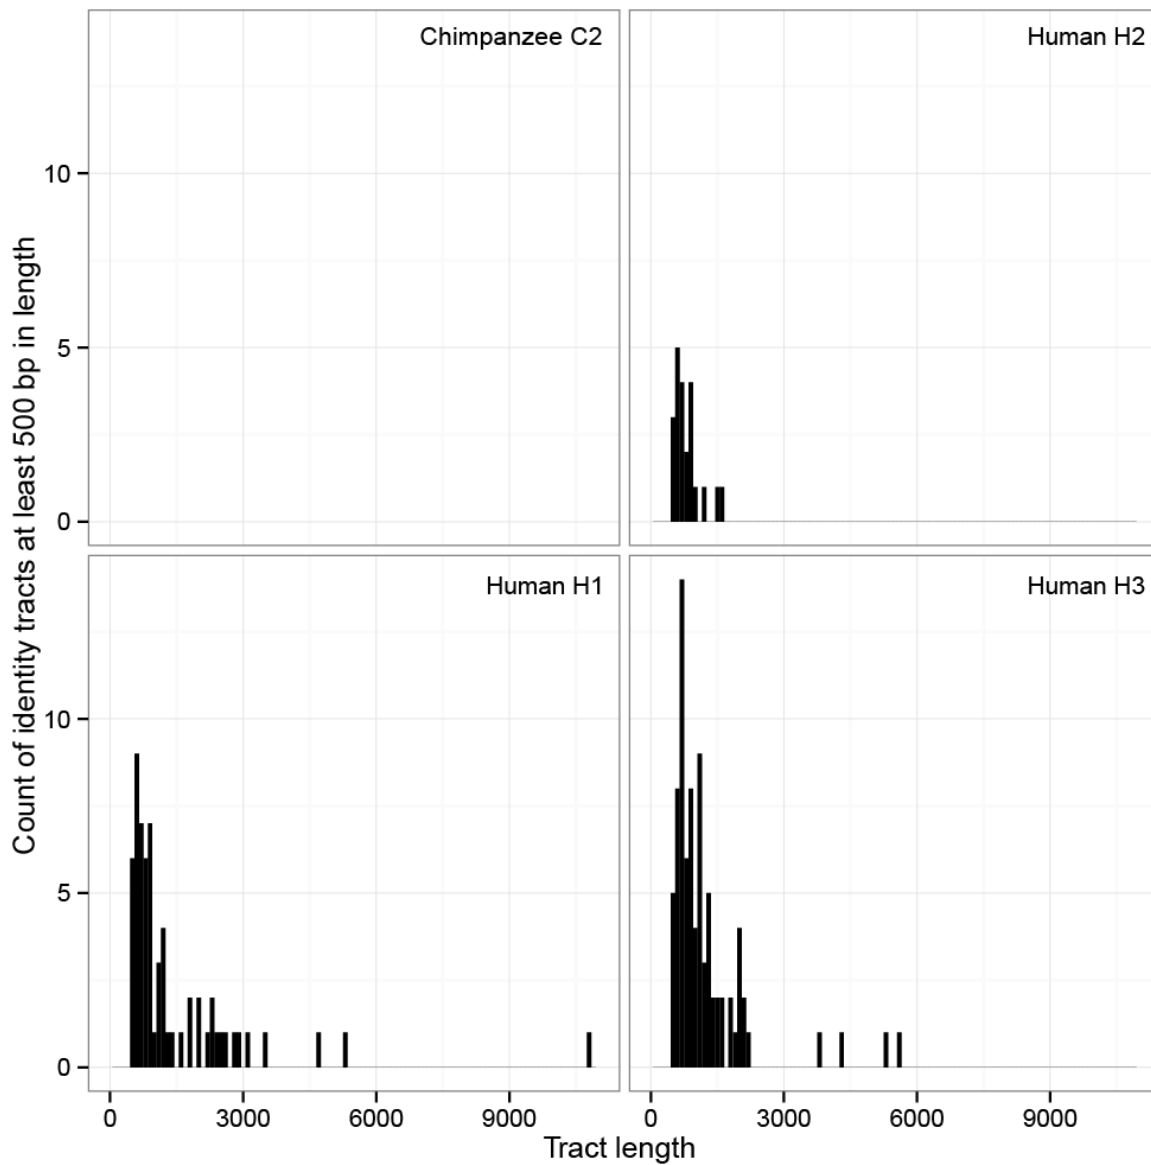 Chimpanzee C2
Human H2
10
5
0
Count of identity tracts at least 500 bp in length
Human H1
Human H3
10
5
0
0 3000 6000 9000 0 3000 6000 9000
Tract length